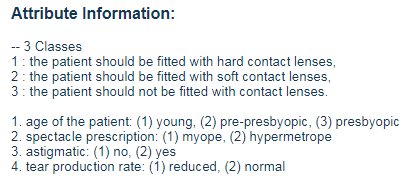 Attribute Information:
-- 3 Classes
1 : the patient should be fitted with hard contact lenses,
2 : the patient should be fitted with soft contact lenses,
3 : the patient should not be fitted with contact lenses.
1. age of the patient: (1) young, (2) pre-presbyopic, (3) presbyopic
2. spectacle prescription: (1) myope, (2) hypermetrope
3. astigmatic: (1) no, (2) yes
4. tear production rate: (1) reduced, (2) normal